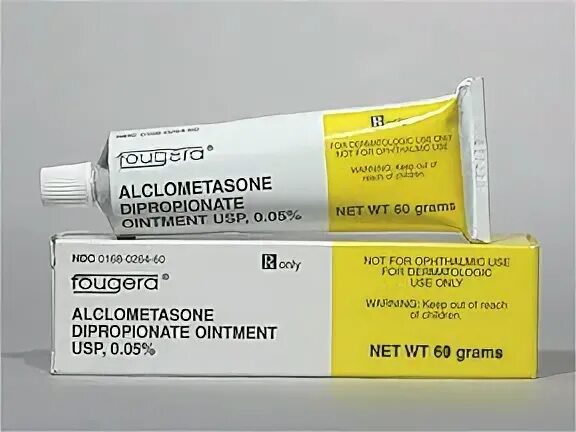 fougera®
ALCLOMETASONE
DIPROPIONATE
OINTMENT USP, 0.05%
Rx only
FOR DERMATOLOGIC USE ONLY
NOT FOR OPHTHALMIC USE
WARNING: Keep out of
reach of children.
NET WT 60 grams
NDC 0168-0264-60
fougera®
Rx only
ALCLOMETASONE
DIPROPIONATE OINTMENT
USP, 0.05%
NOT FOR OPHTHALMIC USE
FOR DERMATOLOGIC
USE ONLY
WARNING: Keep out of reach
of children.
NET WT 60 grams